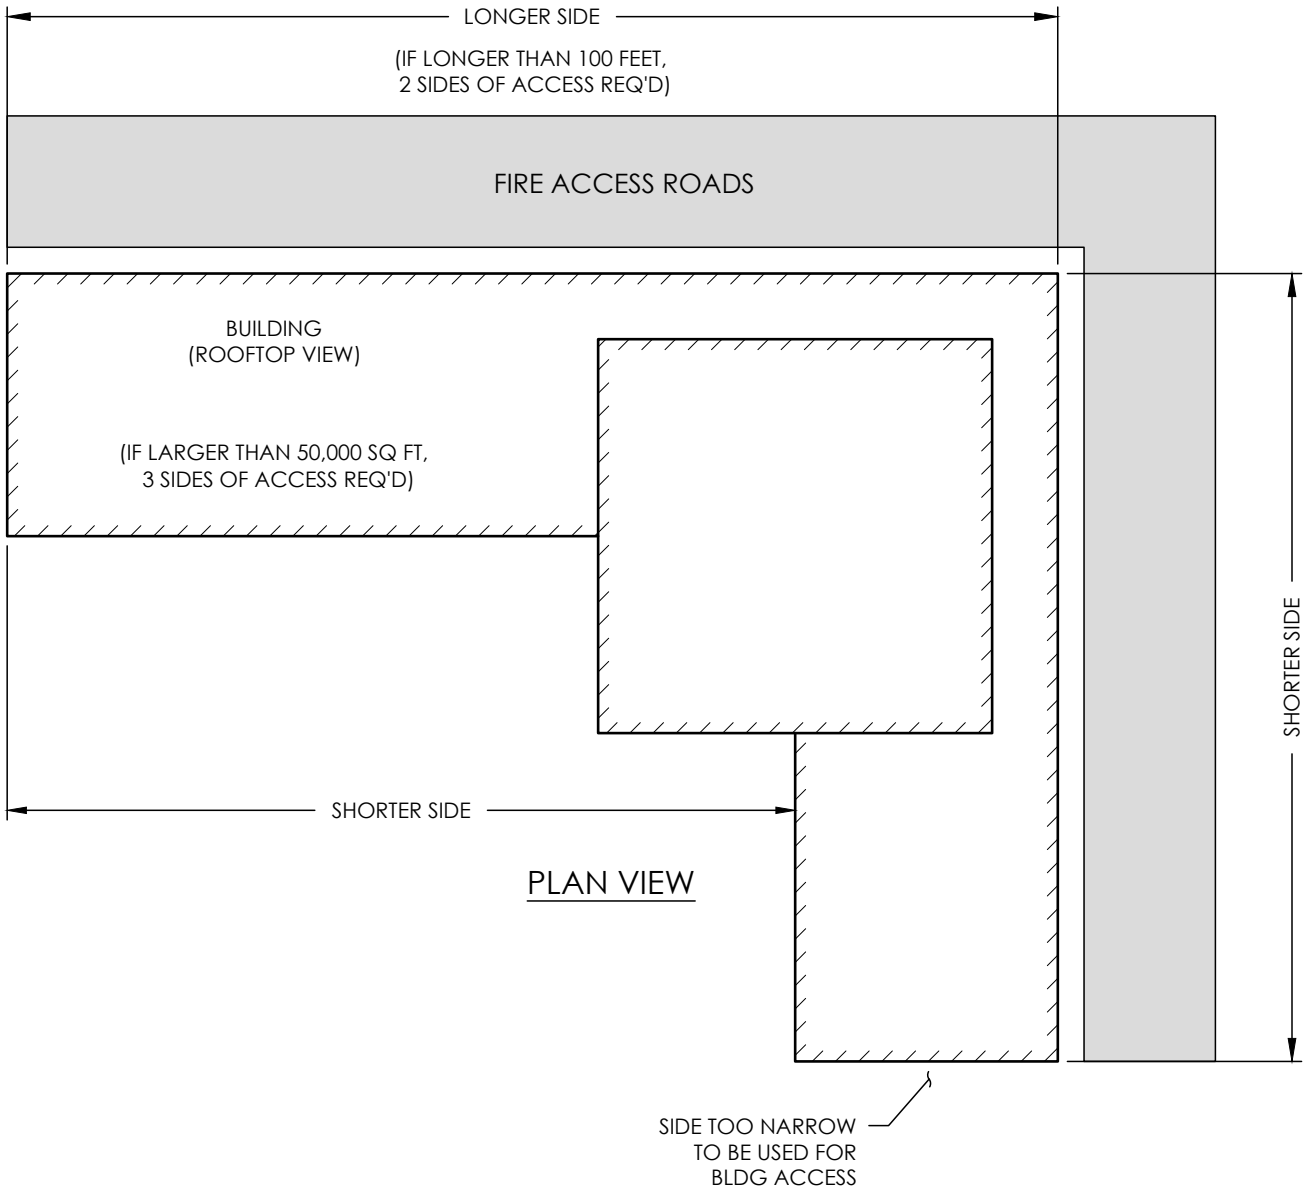 LONGER SIDE
(IF LONGER THAN 100 FEET,
2 SIDES OF ACCESS REQ'D)
FIRE ACCESS ROADS
BUILDING
(ROOFTOP VIEW)
(IF LARGER THAN 50,000 SQ FT,
3 SIDES OF ACCESS REQ'D)
SHORTER SIDE
SHORTER SIDE
PLAN VIEW
SIDE TOO NARROW
TO BE USED FOR
BLDG ACCESS